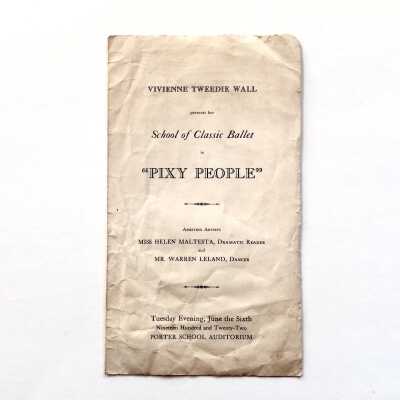 VIVIENNE TWEEDIE WALL
presents her
School of Classic Ballet
in
"PIXY PEOPLE"
Assisting Artists
MISS HELEN MALTESTA, DRAMATIC READER
and
MR. WARREN LELAND, DANCER
Tuesday Evening, June the Sixth
Nineteen Hundred and Twenty-Two
PORTER SCHOOL AUDITORIUM